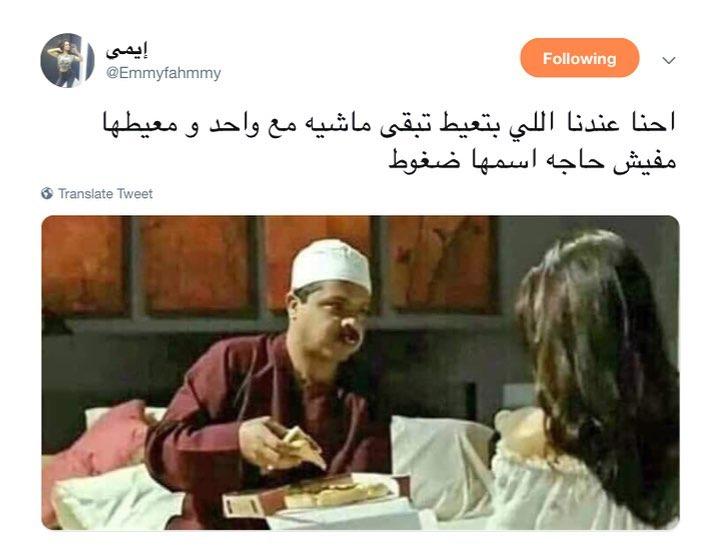 إيمى
@Emmyfahmmy
Following
احنا عندنا اللي بتعيط تبقى ماشيه مع واحد و معيطها
مفيش حاجه اسمها ضغوط
Translate Tweet